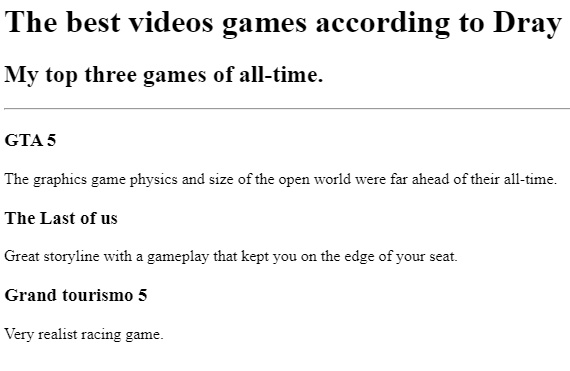 The best videos games according to Dray
My top three games of all-time.
GTA 5
The graphics game physics and size of the open world were far ahead of their all-time.
The Last of us
Great storyline with a gameplay that kept you on the edge of your seat.
Grand tourismo 5
Very realist racing game.